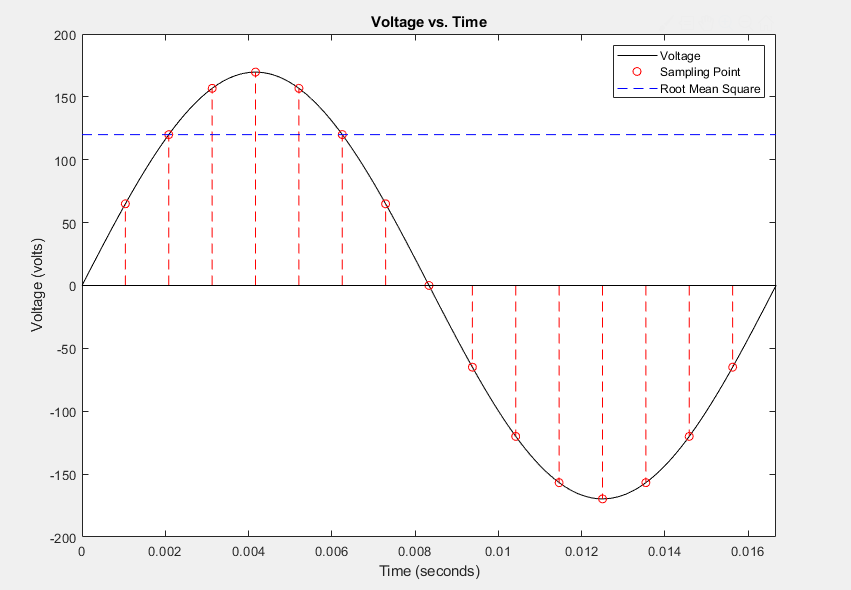 Voltage vs. Time
Voltage
Sampling Point
Root Mean Square
Voltage (volts)
200
150
100
50
0
-50
-100
-150
-200
0 0.002 0.004 0.006 0.008 0.01 0.012 0.014 0.016
Time (seconds)